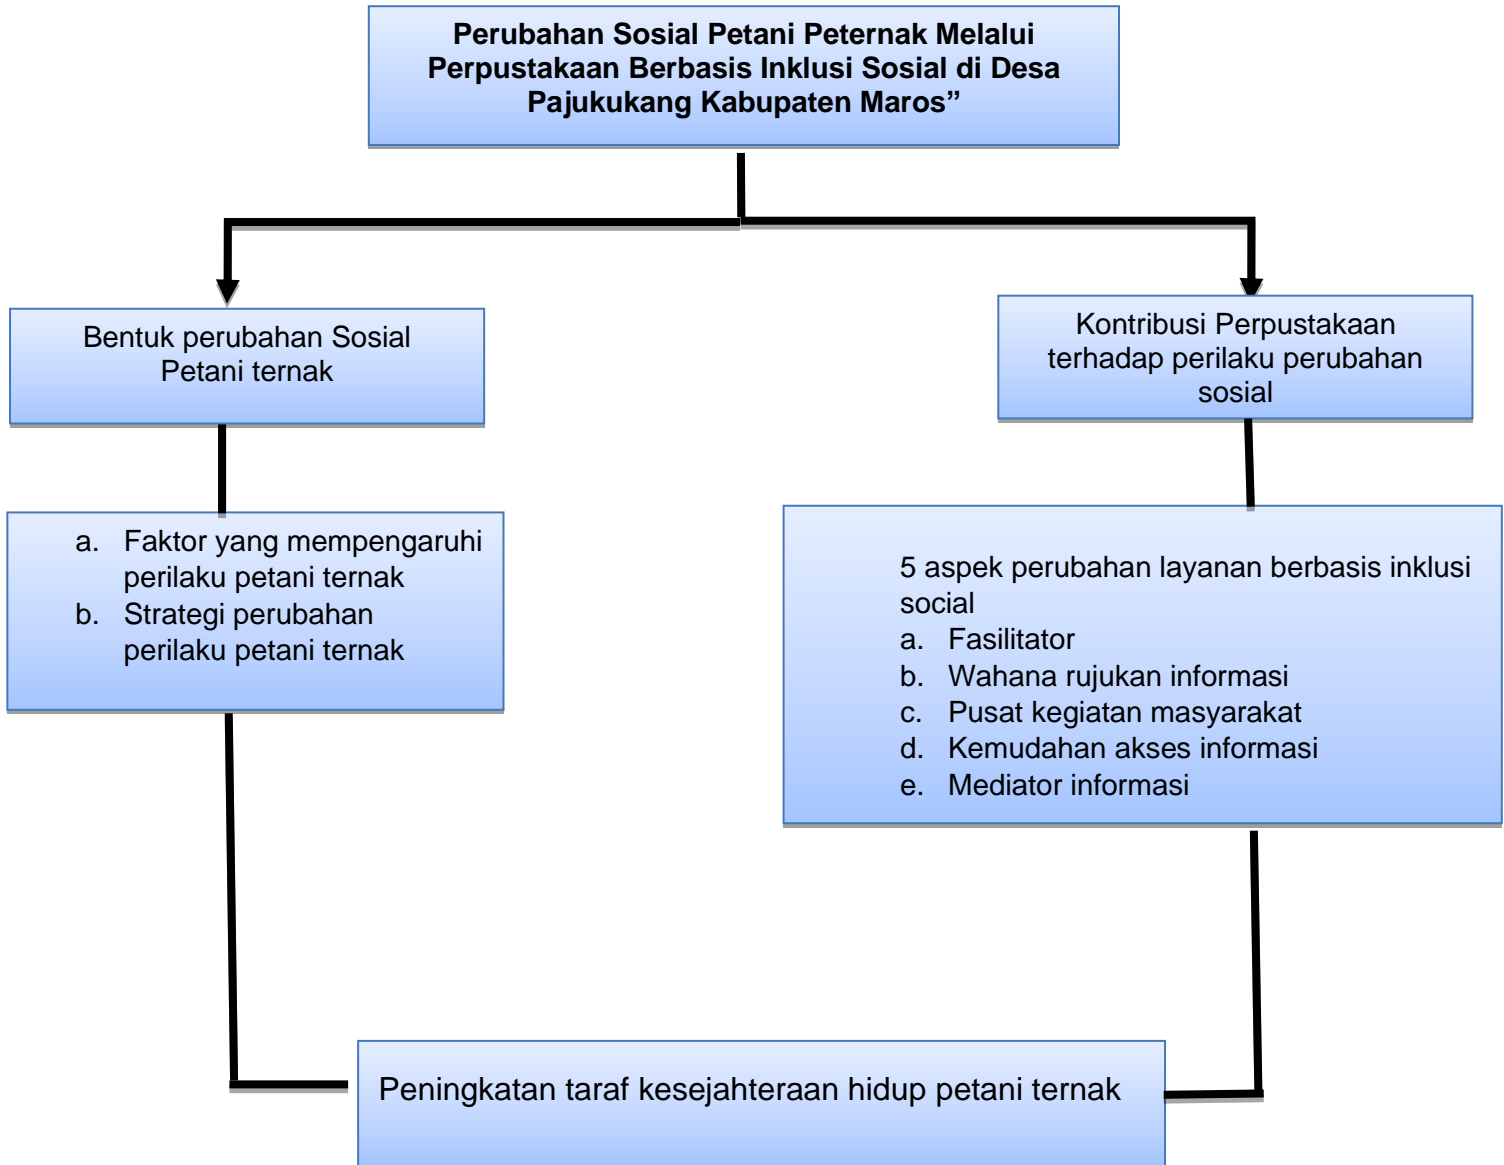 Perubahan Sosial Petani Peternak Melalui
Perpustakaan Berbasis Inklusi Sosial di Desa
Pajukukang Kabupaten Maros”
Bentuk perubahan Sosial
Petani ternak
Kontribusi Perpustakaan
terhadap perilaku perubahan
sosial
a. Faktor yang mempengaruhi
perilaku petani ternak
b. Strategi perubahan
perilaku petani ternak
5 aspek perubahan layanan berbasis inklusi
social
a. Fasilitator
b. Wahana rujukan informasi
c. Pusat kegiatan masyarakat
d. Kemudahan akses informasi
e. Mediator informasi
Peningkatan taraf kesejahteraan hidup petani ternak